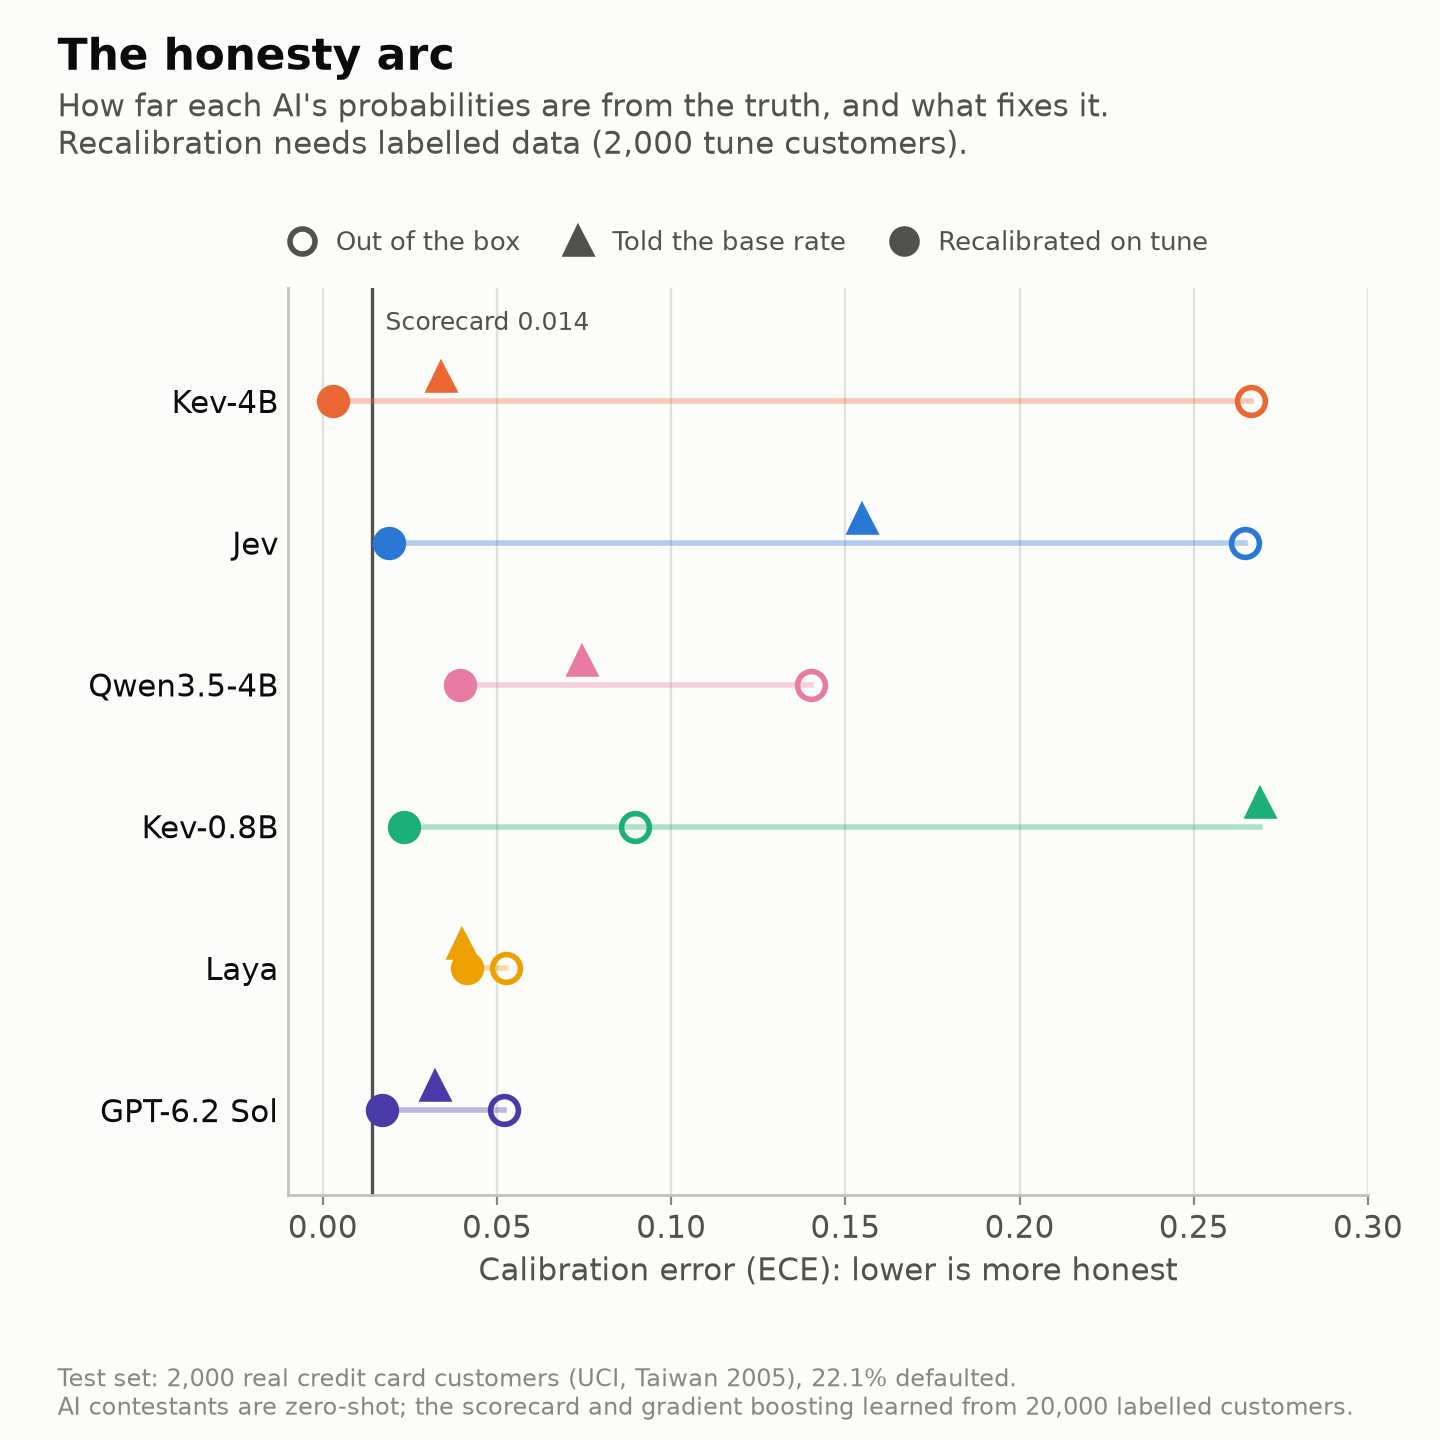 The honesty arc
How far each AI's probabilities are from the truth, and what fixes it.
Recalibration needs labelled data (2,000 tune customers).
Out of the box
Told the base rate
Recalibrated on tune
Scorecard 0.014
Kev-4B
Jev
Qwen3.5-4B
Kev-0.8B
Laya
GPT-6.2 Sol
0.00 0.05 0.10 0.15 0.20 0.25 0.30
Calibration error (ECE): lower is more honest
Test set: 2,000 real credit card customers (UCI, Taiwan 2005), 22.1% defaulted.
AI contestants are zero-shot; the scorecard and gradient boosting learned from 20,000 labelled customers.